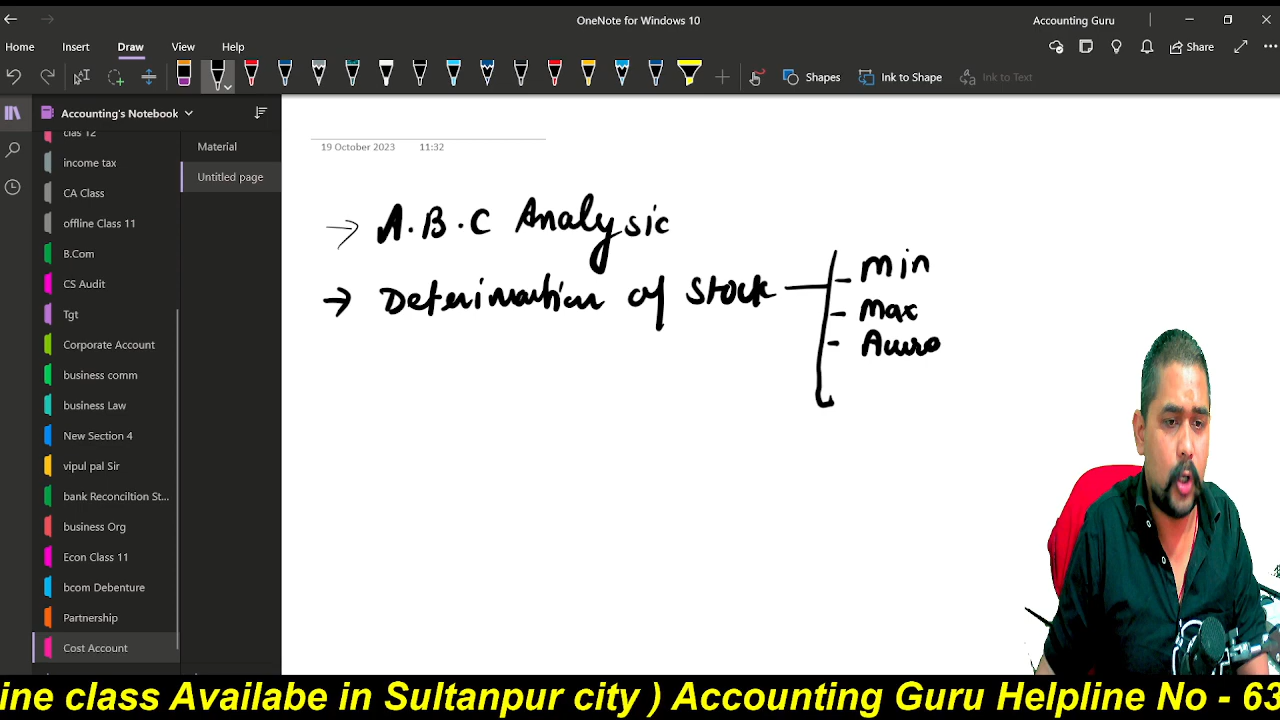 OneNote for Windows 10
Accounting Guru
Home Insert Draw View Help
Share
Shapes
Ink to Shape
Ink to Text
Accounting's Notebook
clas 12
income tax
CA Class
offline Class 11
B.Com
CS Audit
Tgt
Corporate Account
business comm
business Law
New Section 4
vipul pal Sir
bank Reconciltion St...
business Org
Econ Class 11
bcom Debenture
Partnership
Cost Account
Material
Untitled page
19 October 2023 11:32
→ A.B.C Analysis
→ Deterimation of Stock
- Min
- Max
ine class Availabe in Sultanpur city ) Accounting Guru Helpline No - 63